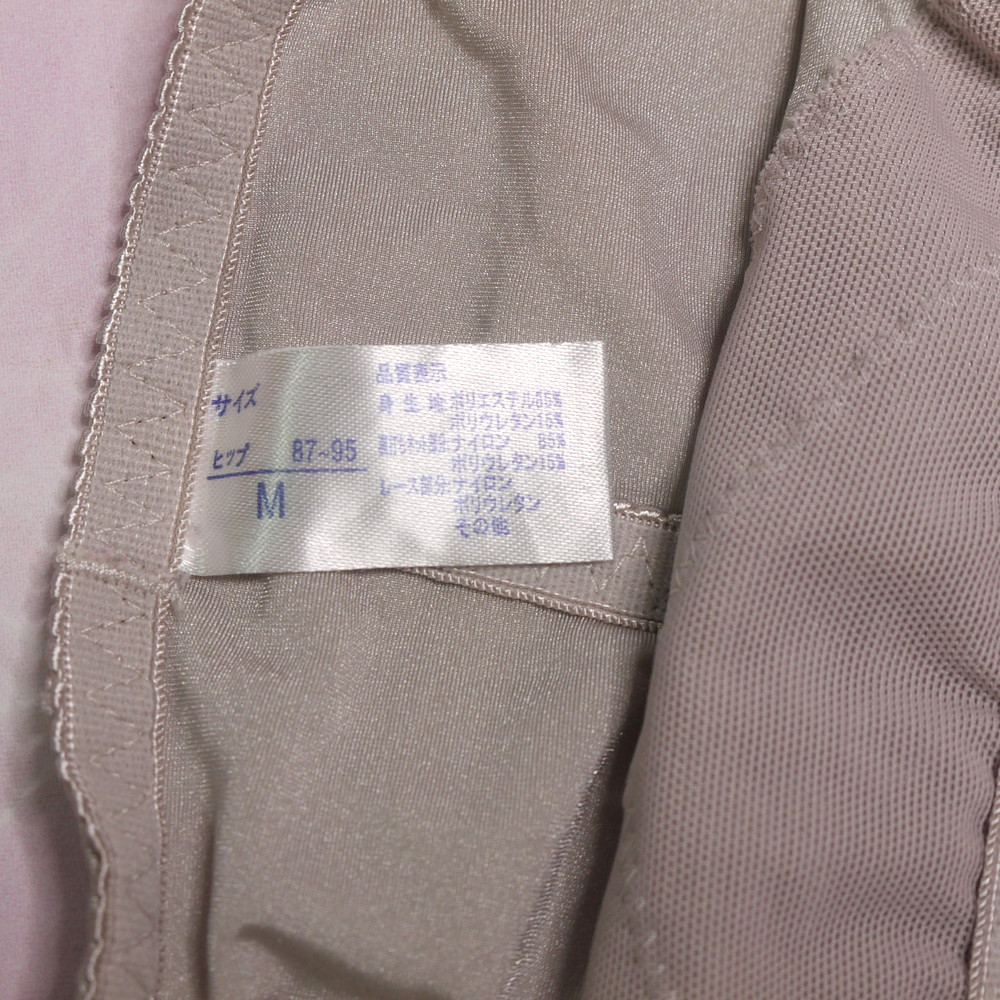 サイズ
ヒップ 87~95
M
品質表示
身生地 ポリエステル85%
ポリウレタン15%
部分 ナイロン 85%
ポリウレタン15%
レース部分 ナイロン
ポリウレタン
その他